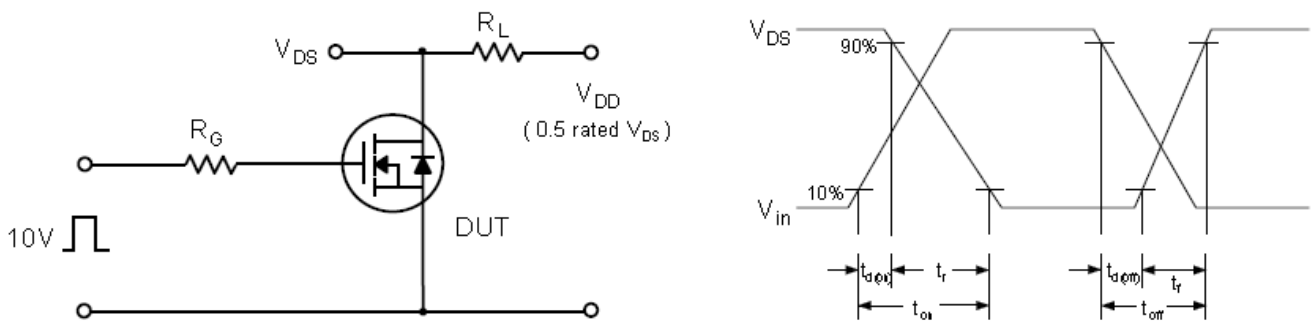 R_L
V_DS
V_DD
( 0.5 rated V_DS )
R_G
10V
DUT
V_DS
90%
10%
V_in
t_d(on)
t_r
t_d(off)
t_f
t_on
t_off